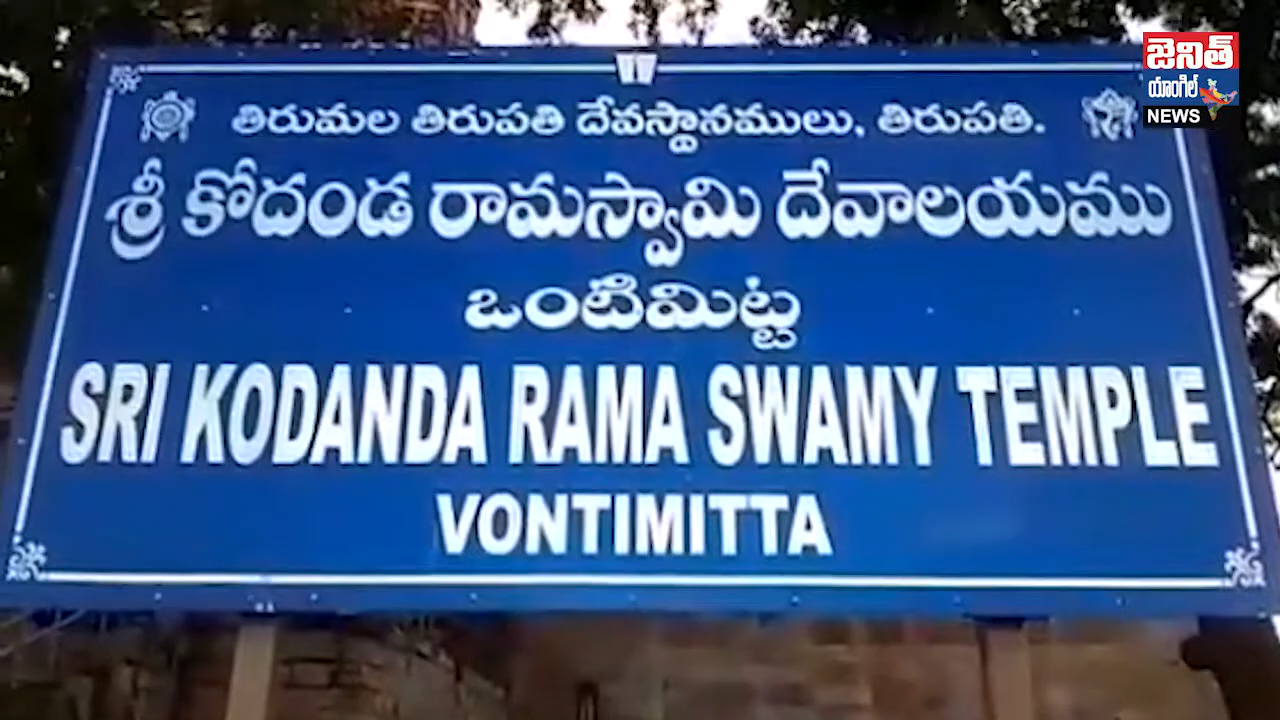 తిరుమల తిరుపతి దేవస్థానములు, తిరుపతి.
శ్రీ కోదండ రామస్వామి దేవాలయము
ఒంటిమిట్ట
SRI KODANDA RAMA SWAMY TEMPLE
VONTIMITTA
జెనిత్
యాంగిల్
NEWS